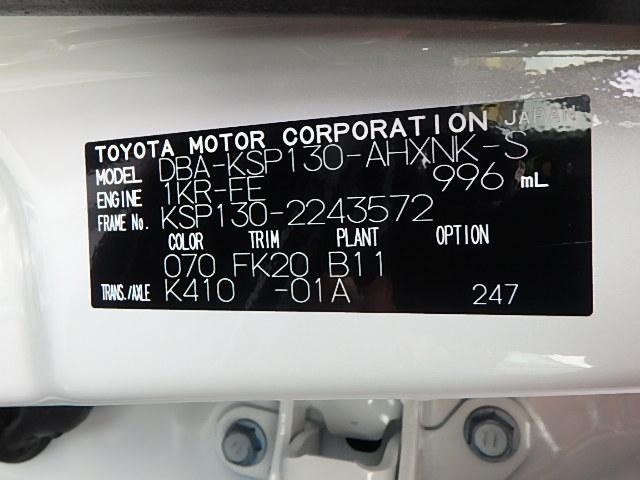 TOYOTA MOTOR CORPORATION JAPAN
MODEL DBA-KSP130-AHXNK-S
ENGINE 1KR-FE 996 mL
FRAME No. KSP130-2243572
COLOR TRIM PLANT OPTION
070 FK20 B11
TRANS./AXLE K410 -01A 247